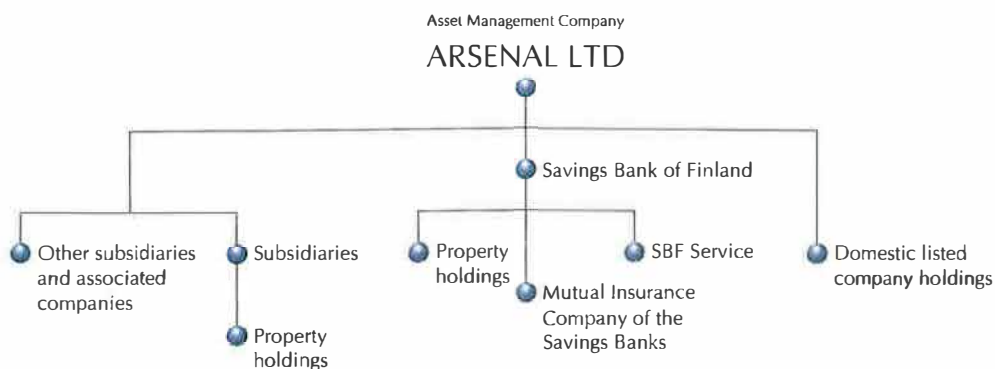 Asset Management Company
ARSENAL LTD
Savings Bank of Finland
Other subsidiaries
and associated
companies
Subsidiaries
Property
holdings
Property
holdings
SBF Service
Mutual Insurance
Company of the
Savings Banks
Domestic listed
company holdings